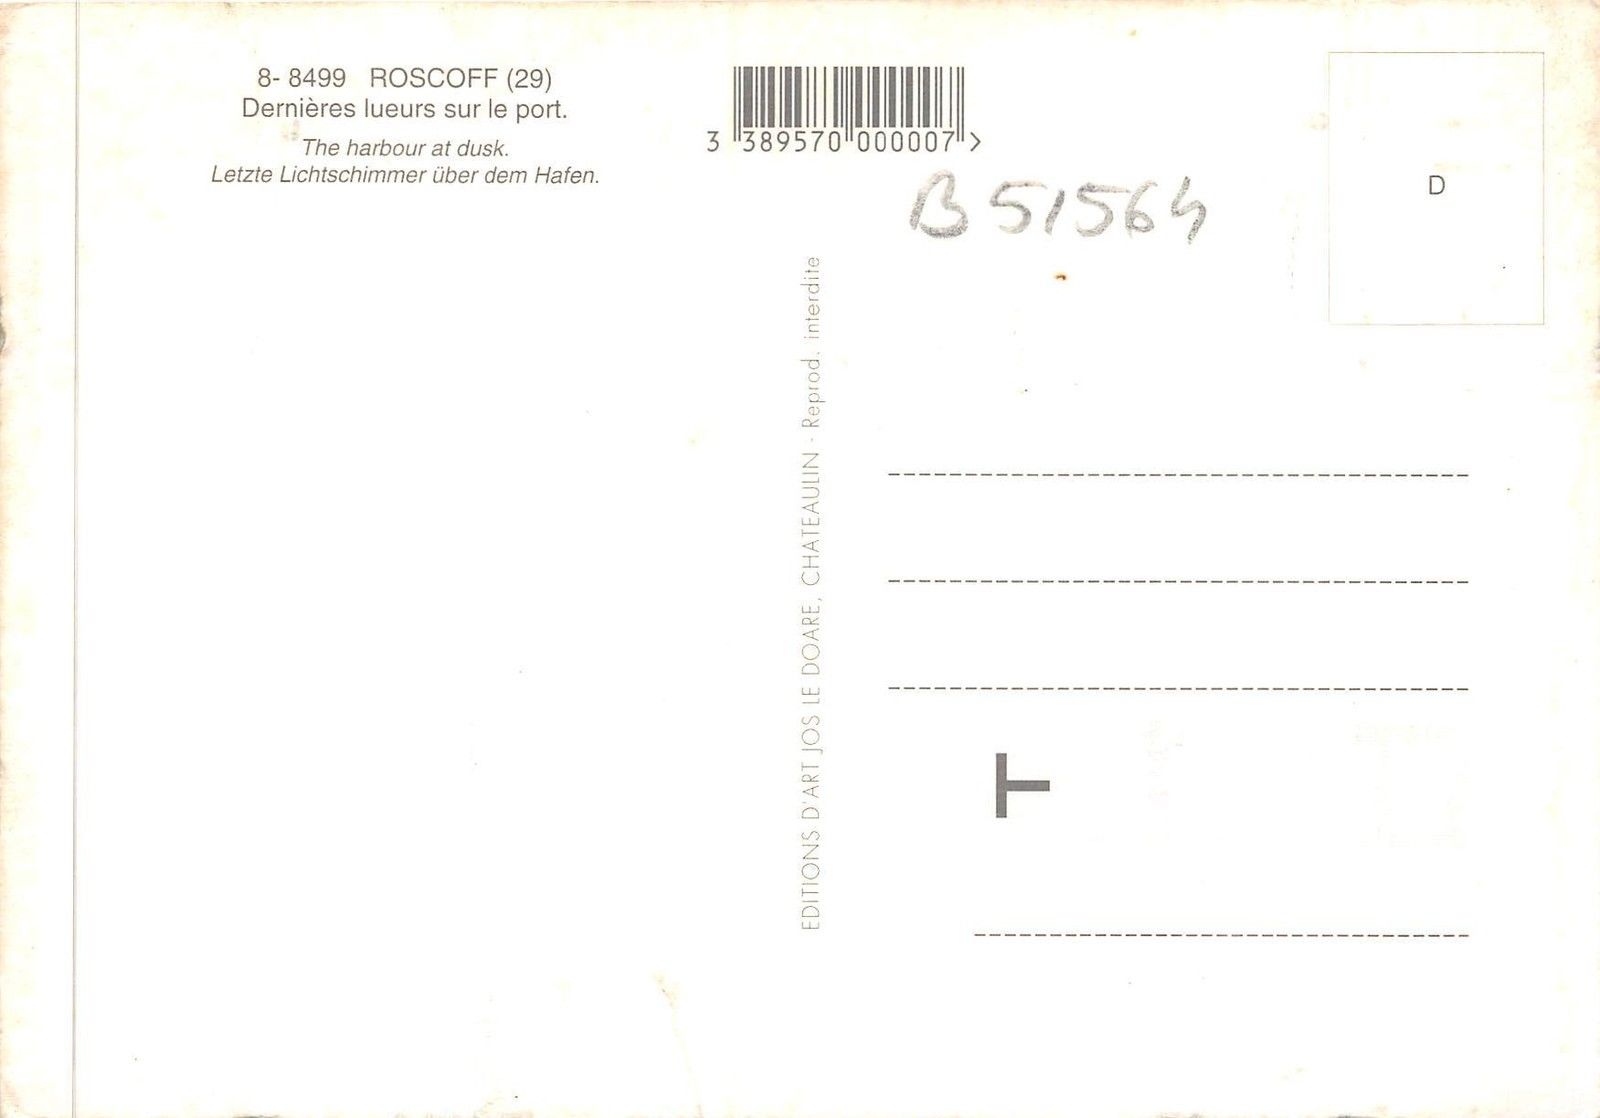 8- 8499 ROSCOFF (29)
Dernières lueurs sur le port.
The harbour at dusk.
Letzte Lichtschimmer über dem Hafen.
3 389570 000007 >
B 51564
D
EDITIONS D'ART JOS LE DOARE, CHATEAULIN - Reprod. interdite
T